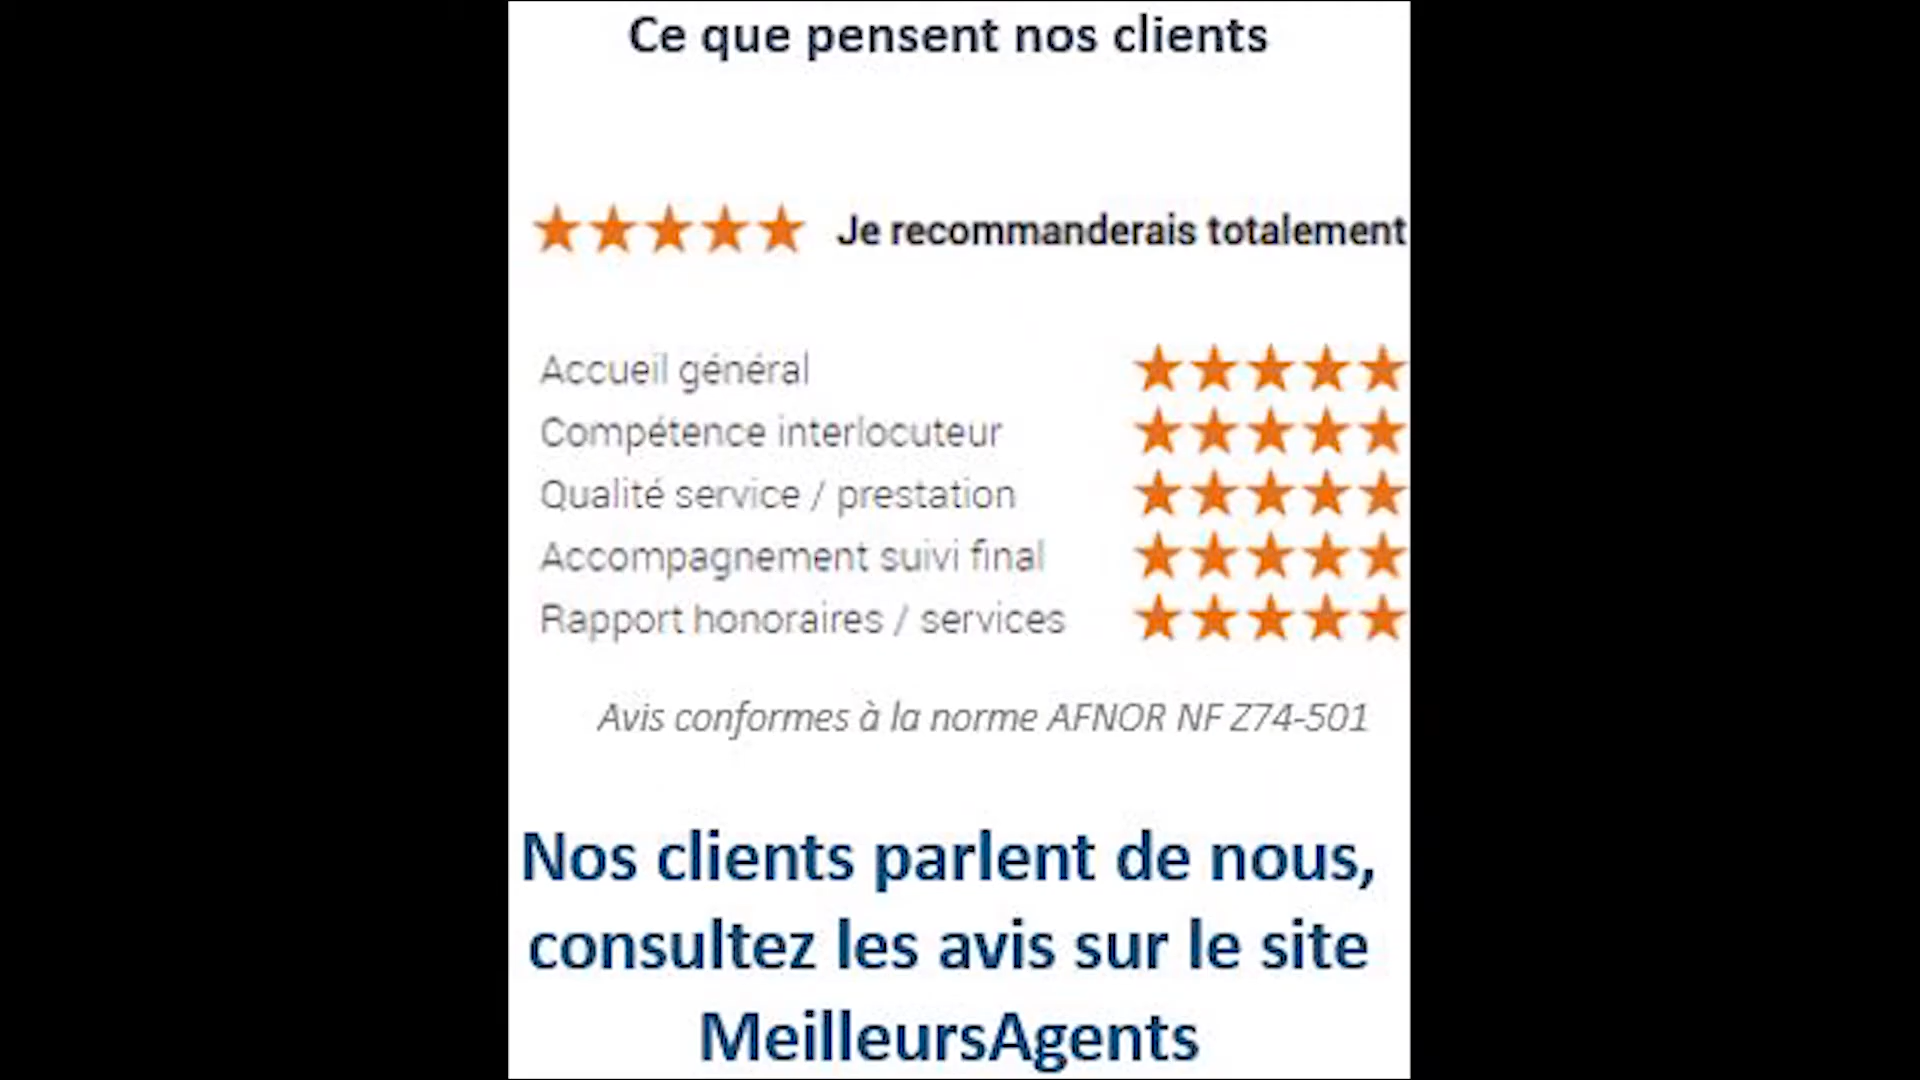 Ce que pensent nos clients
Je recommanderais totalement
Accueil général
Compétence interlocuteur
Qualité service / prestation
Accompagnement suivi final
Rapport honoraires / services
Avis conformes à la norme AFNOR NF Z74-501
Nos clients parlent de nous,
consultez les avis sur le site
MeilleursAgents